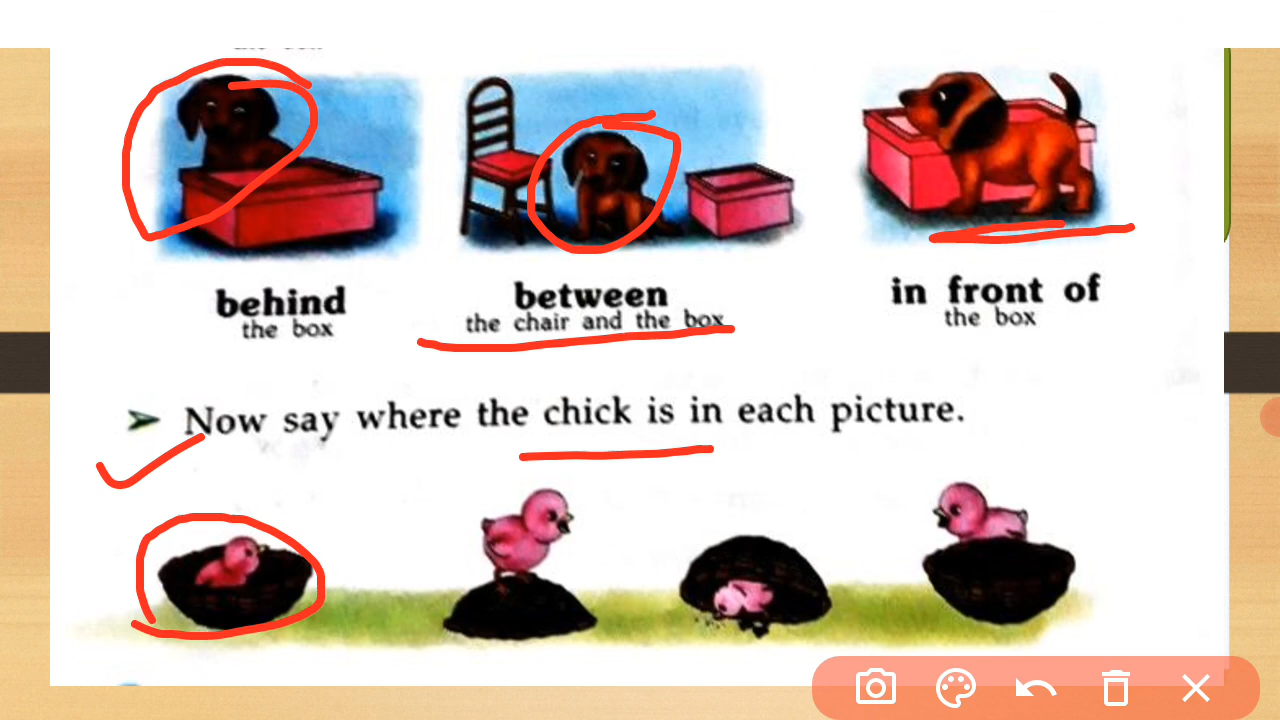 behind
the box
between
the chair and the box
in front of
the box
Now say where the chick is in each picture.